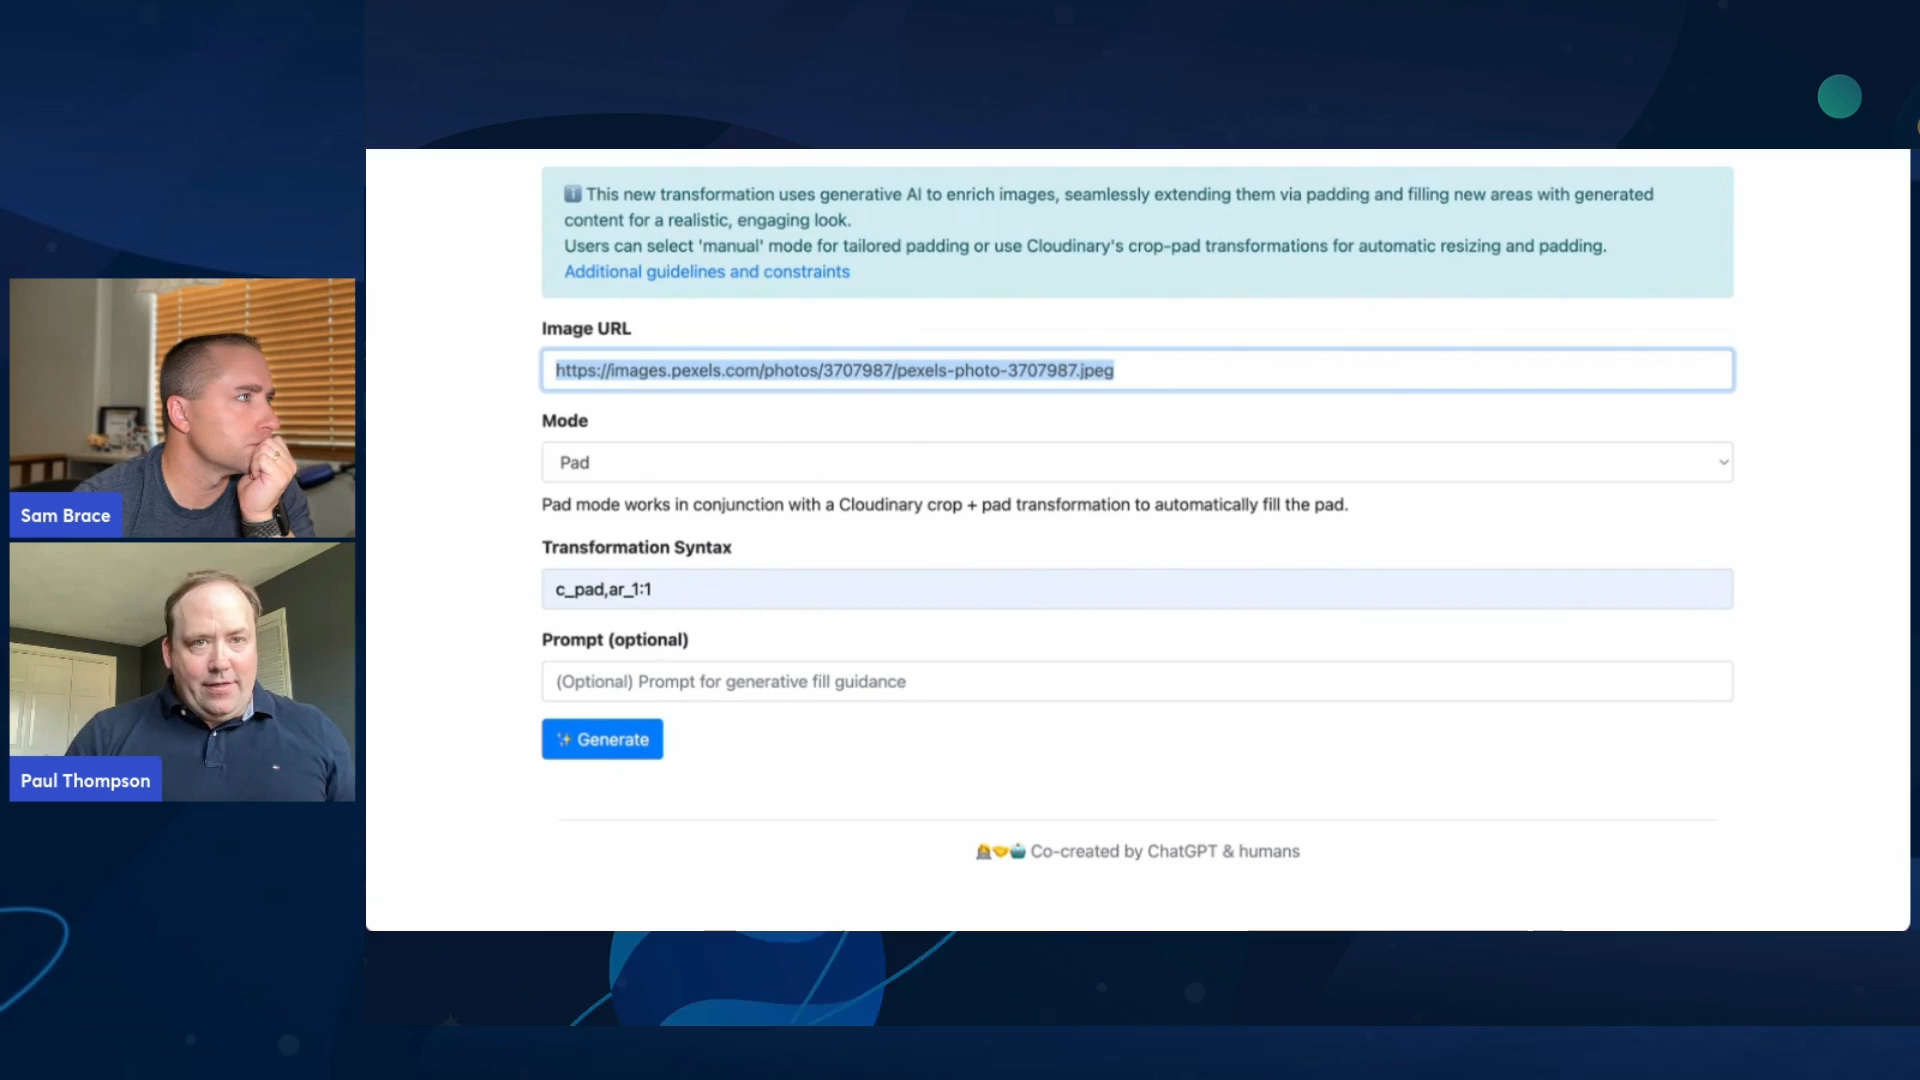 ℹ️ This new transformation uses generative AI to enrich images, seamlessly extending them via padding and filling new areas with generated
content for a realistic, engaging look.
Users can select 'manual' mode for tailored padding or use Cloudinary's crop-pad transformations for automatic resizing and padding.
Additional guidelines and constraints
Image URL
https://images.pexels.com/photos/3707987/pexels-photo-3707987.jpeg
Mode
Pad
Pad mode works in conjunction with a Cloudinary crop + pad transformation to automatically fill the pad.
Transformation Syntax
c_pad,ar_1:1
Prompt (optional)
(Optional) Prompt for generative fill guidance
✨ Generate
Co-created by ChatGPT & humans
Sam Brace
Paul Thompson